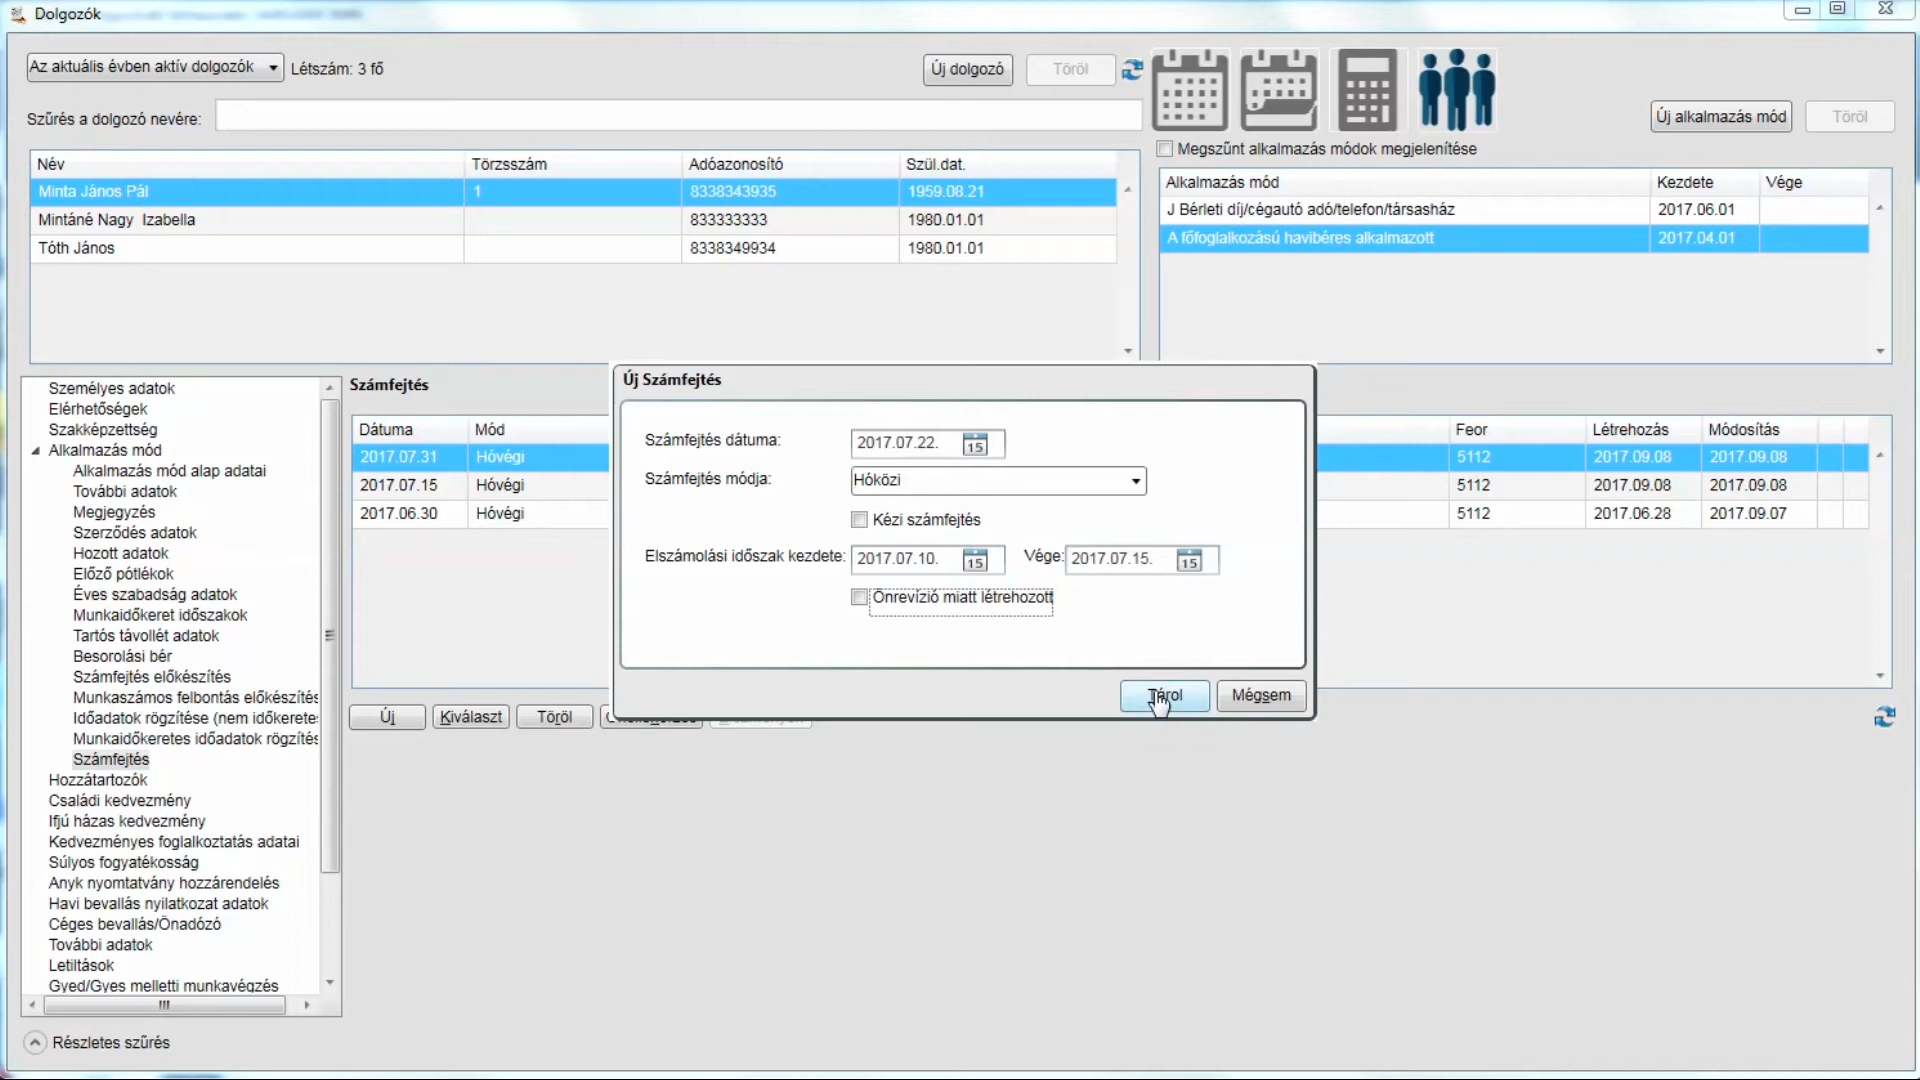 Dolgozók
Az aktuális évben aktív dolgozók Létszám: 3 fő
Új dolgozó Töröl
Szűrés a dolgozó nevére:
Új alkalmazás mód Töröl
Megszűnt alkalmazás módok megjelenítése
Név Törzsszám Adóazonosító Szül.dat.
Minta János Pál 1 8338343935 1959.08.21
Mintáné Nagy Izabella 833333333 1980.01.01
Tóth János 8338349934 1980.01.01
Alkalmazás mód Kezdete Vége
J Bérleti díj/cégautó adó/telefon/társasház 2017.06.01
A főfoglalkozású havibéres alkalmazott 2017.04.01
Személyes adatok
Elérhetőségek
Szakképzettség
Alkalmazás mód
Alkalmazás mód alap adatai
További adatok
Megjegyzés
Szerződés adatok
Hozott adatok
Előző pótlékok
Éves szabadság adatok
Munkaidőkeret időszakok
Tartós távollét adatok
Besorolási bér
Számfejtés előkészítés
Munkaszámos felbontás előkészítés
Időadatok rögzítése (nem időkeretes
Munkaidőkeretes időadatok rögzítés
Számfejtés
Hozzátartozók
Családi kedvezmény
Ifjú házas kedvezmény
Kedvezményes foglalkoztatás adatai
Súlyos fogyatékosság
Anyk nyomtatvány hozzárendelés
Havi bevallás nyilatkozat adatok
Céges bevallás/Önadózó
További adatok
Letiltások
Gyed/Gyes melletti munkavégzés
Részletes szűrés
Számfejtés
Dátuma Mód Feor Létrehozás Módosítás
2017.07.31 Hóvégi 5112 2017.09.08 2017.09.08
2017.07.15 Hóvégi 5112 2017.09.08 2017.09.08
2017.06.30 Hóvégi 5112 2017.06.28 2017.09.07
Új Kiválaszt Töröl
Új Számfejtés
Számfejtés dátuma: 2017.07.22. 15
Számfejtés módja: Hóközi
Kézi számfejtés
Elszámolási időszak kezdete: 2017.07.10. 15 Vége: 2017.07.15. 15
Önrevízió miatt létrehozott
Tárol Mégsem